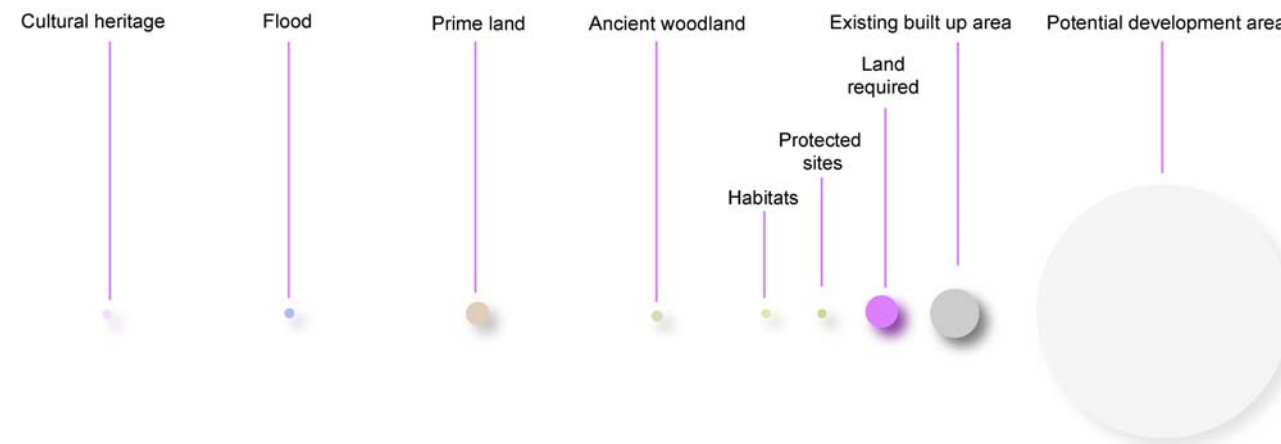 Cultural heritage
Flood
Prime land
Ancient woodland
Existing built up area
Potential development area
Land
required
Protected
sites
Habitats